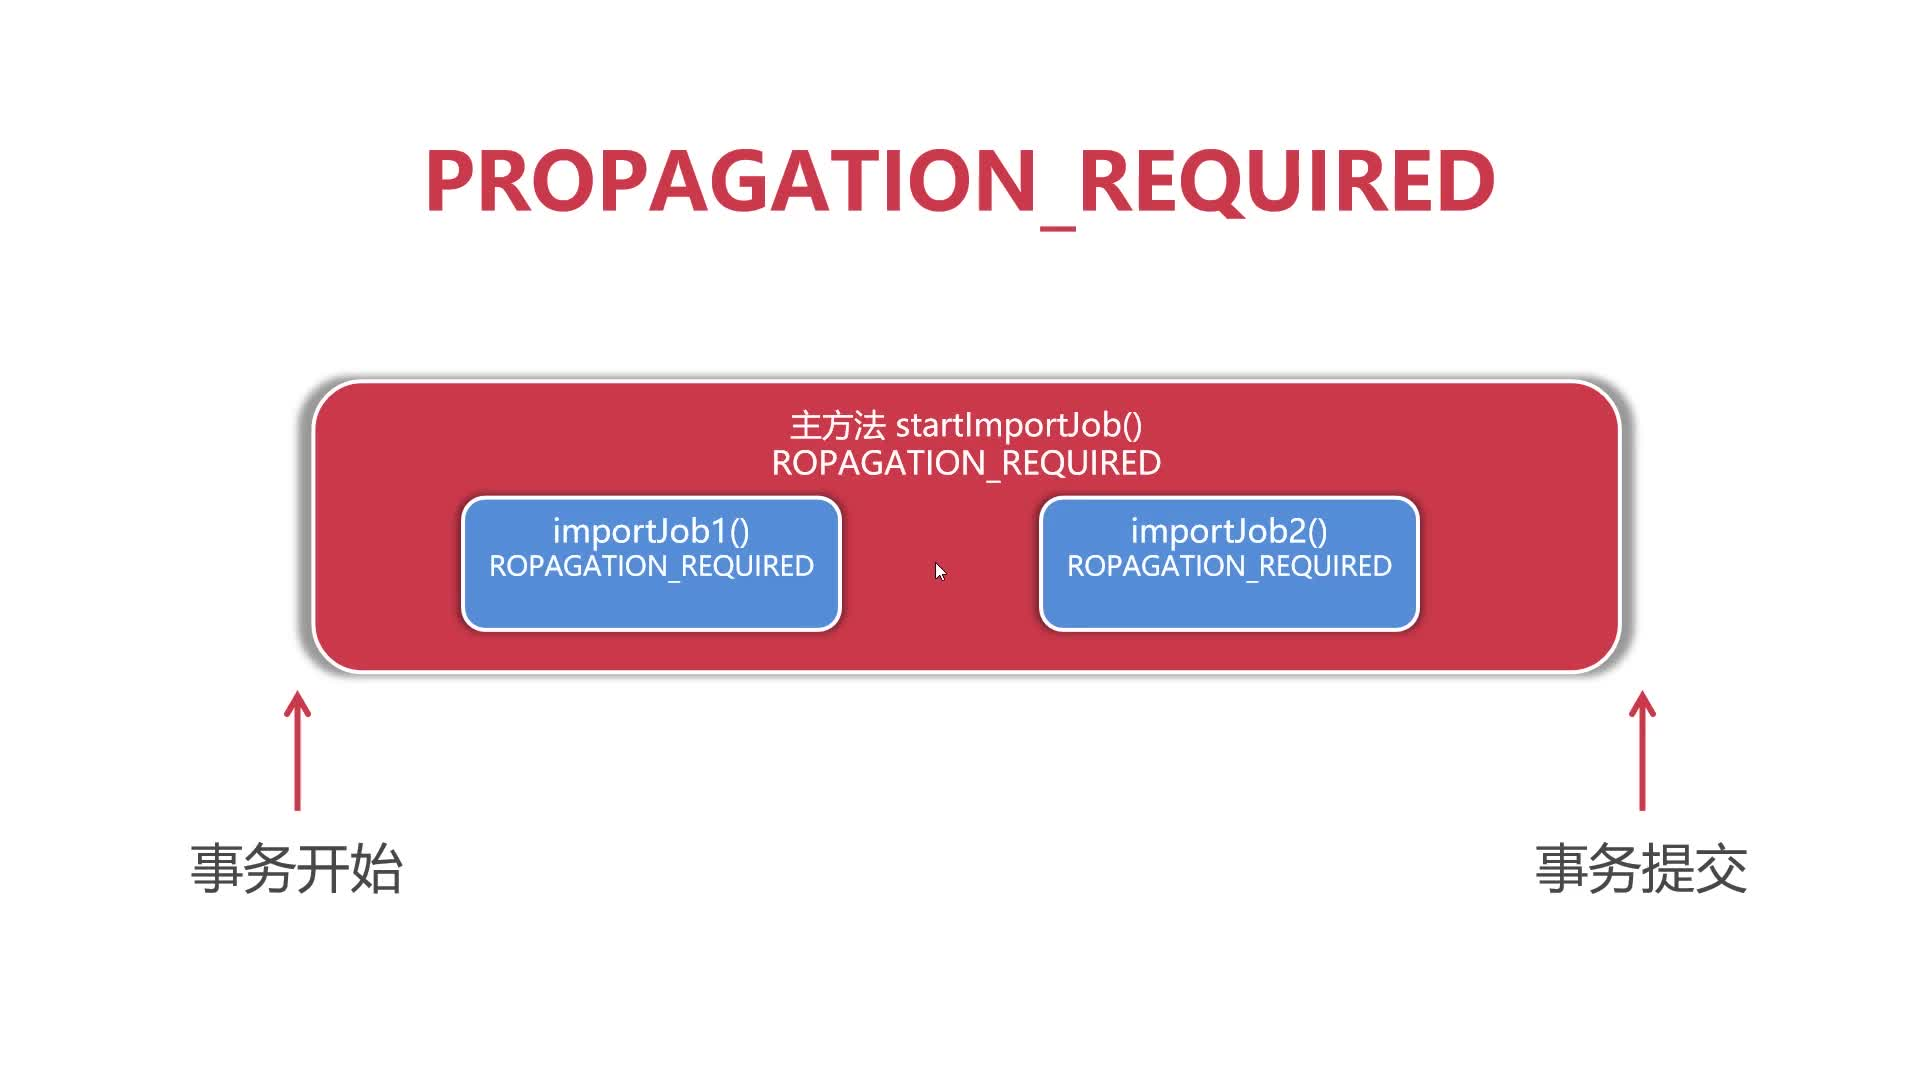 PROPAGATION_REQUIRED
主方法 startImportJob()
ROPAGATION_REQUIRED
importJob1()
ROPAGATION_REQUIRED
importJob2()
ROPAGATION_REQUIRED
事务开始
事务提交